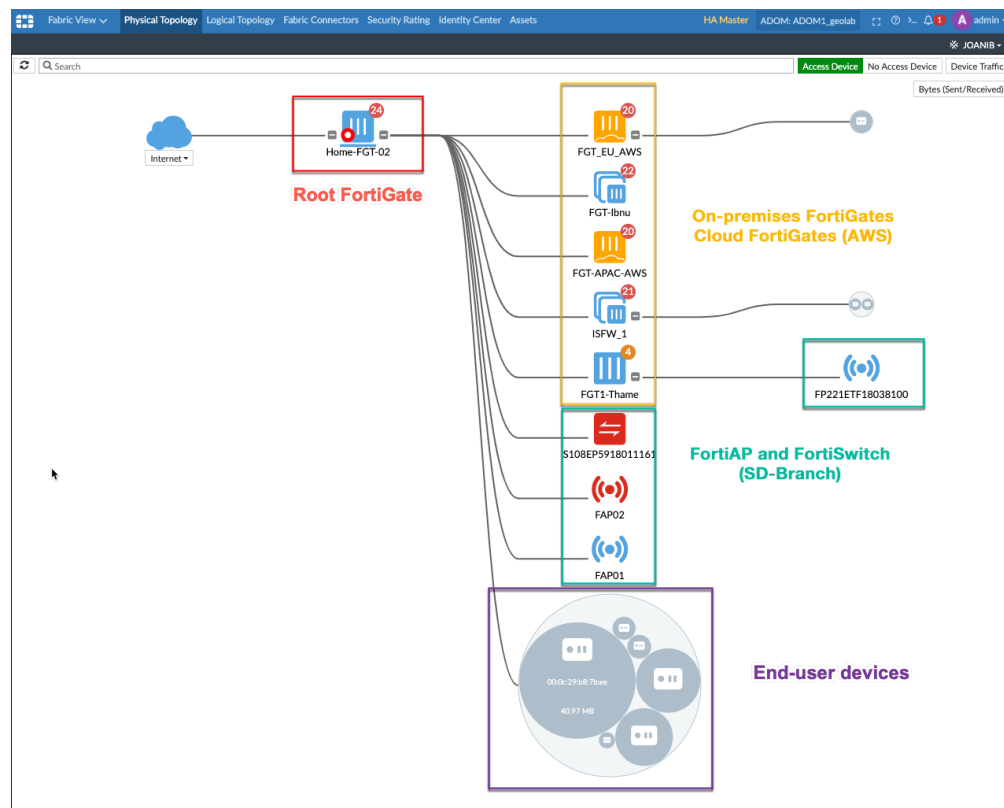 Fabric View Physical Topology Logical Topology Fabric Connectors Security Rating Identity Center Assets HA Master ADOM: ADOM1_geolab 1 A admin
JOANIB
Search Access Device No Access Device Device Traffic
Bytes (Sent/Received)
24
Home-FGT-02
Internet
Root FortiGate
20
FGT_EU_AWS
22
FGT-Ibnu
20
FGT-APAC-AWS
21
ISFW_1
4
FGT1-Thame
On-premises FortiGates
Cloud FortiGates (AWS)
FP221ETF18038100
S108EP5918011161
FAP02
FAP01
FortiAP and FortiSwitch
(SD-Branch)
00:0c:29:b8:7b:ee
40.97 MB
End-user devices